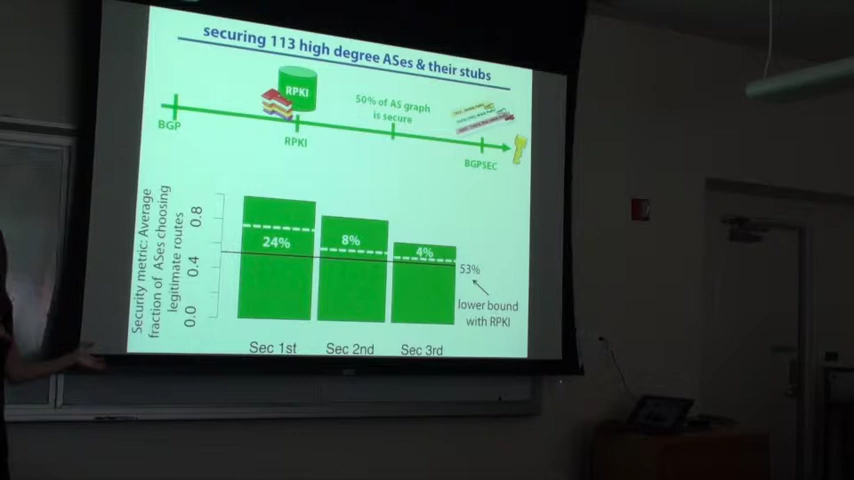 securing 113 high degree ASes & their stubs
RPKI
50% of AS graph
is secure
BGP
RPKI
BGPSEC
Security metric: Average
fraction of ASes choosing
legitimate routes
0.8
0.4
0.0
24%
8%
4%
53%
lower bound
with RPKI
Sec 1st
Sec 2nd
Sec 3rd